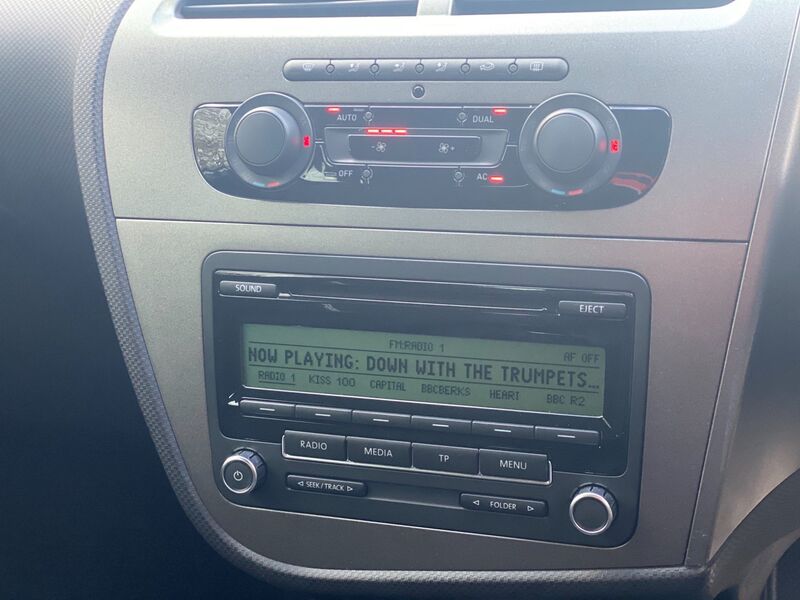 AUTO
DUAL
OFF
AC
SOUND
EJECT
FM:RADIO 1
AF OFF
NOW PLAYING: DOWN WITH THE TRUMPETS...
RADIO 1 KISS 100 CAPITAL BBCBERKS HEART BBC R2
RADIO MEDIA TP MENU
SEEK / TRACK
FOLDER